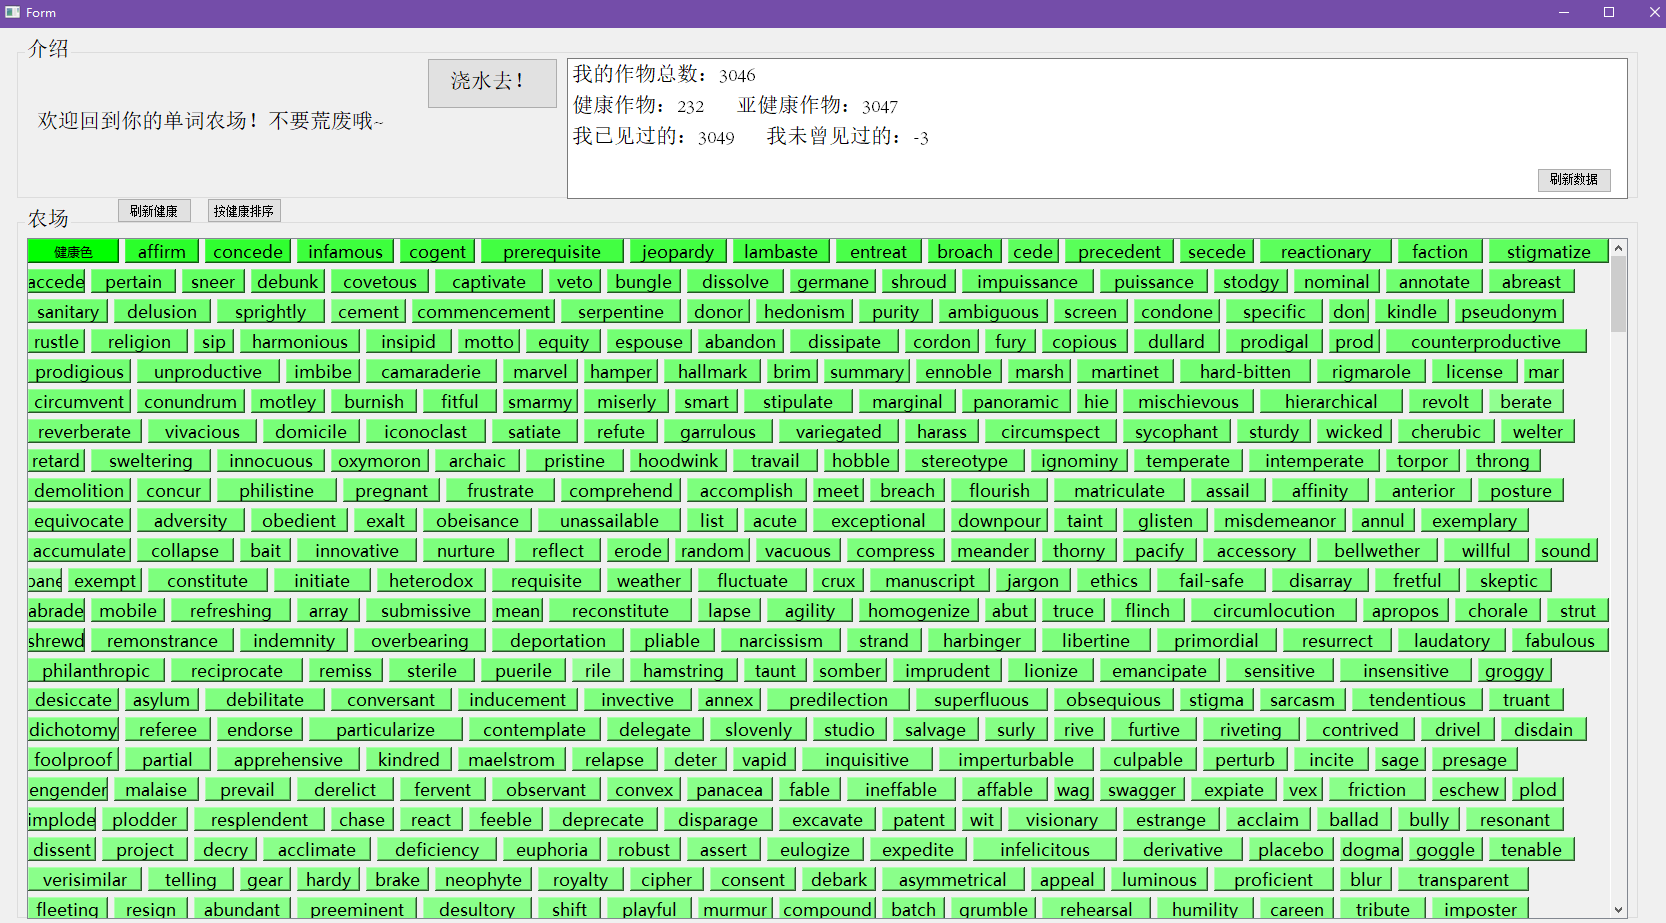 Form
介绍
浇水去！
我的作物总数：3046
健康作物：232 亚健康作物：3047
欢迎回到你的单词农场！不要荒废哦~
我已见过的：3049 我未曾见过的：-3
刷新数据
农场 刷新健康 按健康排序
健康色 affirm concede infamous cogent prerequisite jeopardy lambaste entreat broach cede precedent secede reactionary faction stigmatize
accede pertain sneer debunk covetous captivate veto bungle dissolve germane shroud impuissance puissance stodgy nominal annotate abreast
sanitary delusion sprightly cement commencement serpentine donor hedonism purity ambiguous screen condone specific don kindle pseudonym
rustle religion sip harmonious insipid motto equity espouse abandon dissipate cordon fury copious dullard prodigal prod counterproductive
prodigious unproductive imbibe camaraderie marvel hamper hallmark brim summary ennoble marsh martinet hard-bitten rigmarole license mar
circumvent conundrum motley burnish fitful smarmy miserly smart stipulate marginal panoramic hie mischievous hierarchical revolt berate
reverberate vivacious domicile iconoclast satiate refute garrulous variegated harass circumspect sycophant sturdy wicked cherubic welter
retard sweltering innocuous oxymoron archaic pristine hoodwink travail hobble stereotype ignominy temperate intemperate torpor throng
demolition concur philistine pregnant frustrate comprehend accomplish meet breach flourish matriculate assail affinity anterior posture
equivocate adversity obedient exalt obeisance unassailable list acute exceptional downpour taint glisten misdemeanor annul exemplary
accumulate collapse bait innovative nurture reflect erode random vacuous compress meander thorny pacify accessory bellwether willful sound
bane exempt constitute initiate heterodox requisite weather fluctuate crux manuscript jargon ethics fail-safe disarray fretful skeptic
abrade mobile refreshing array submissive mean reconstitute lapse agility homogenize abut truce flinch circumlocution apropos chorale strut
shrewd remonstrance indemnity overbearing deportation pliable narcissism strand harbinger libertine primordial resurrect laudatory fabulous
philanthropic reciprocate remiss sterile puerile rile hamstring taunt somber imprudent lionize emancipate sensitive insensitive groggy
desiccate asylum debilitate conversant inducement invective annex predilection superfluous obsequious stigma sarcasm tendentious truant
dichotomy referee endorse particularize contemplate delegate slovenly studio salvage surly rive furtive riveting contrived drivel disdain
foolproof partial apprehensive kindred maelstrom relapse deter vapid inquisitive imperturbable culpable perturb incite sage presage
engender malaise prevail derelict fervent observant convex panacea fable ineffable affable wag swagger expiate vex friction eschew plod
implode plodder resplendent chase react feeble deprecate disparage excavate patent wit visionary estrange acclaim ballad bully resonant
dissent project decry acclimate deficiency euphoria robust assert eulogize expedite infelicitous derivative placebo dogma goggle tenable
verisimilar telling gear hardy brake neophyte royalty cipher consent debark asymmetrical appeal luminous proficient blur transparent
fleeting resign abundant preeminent desultory shift playful murmur compound batch grumble rehearsal humility careen tribute imposter